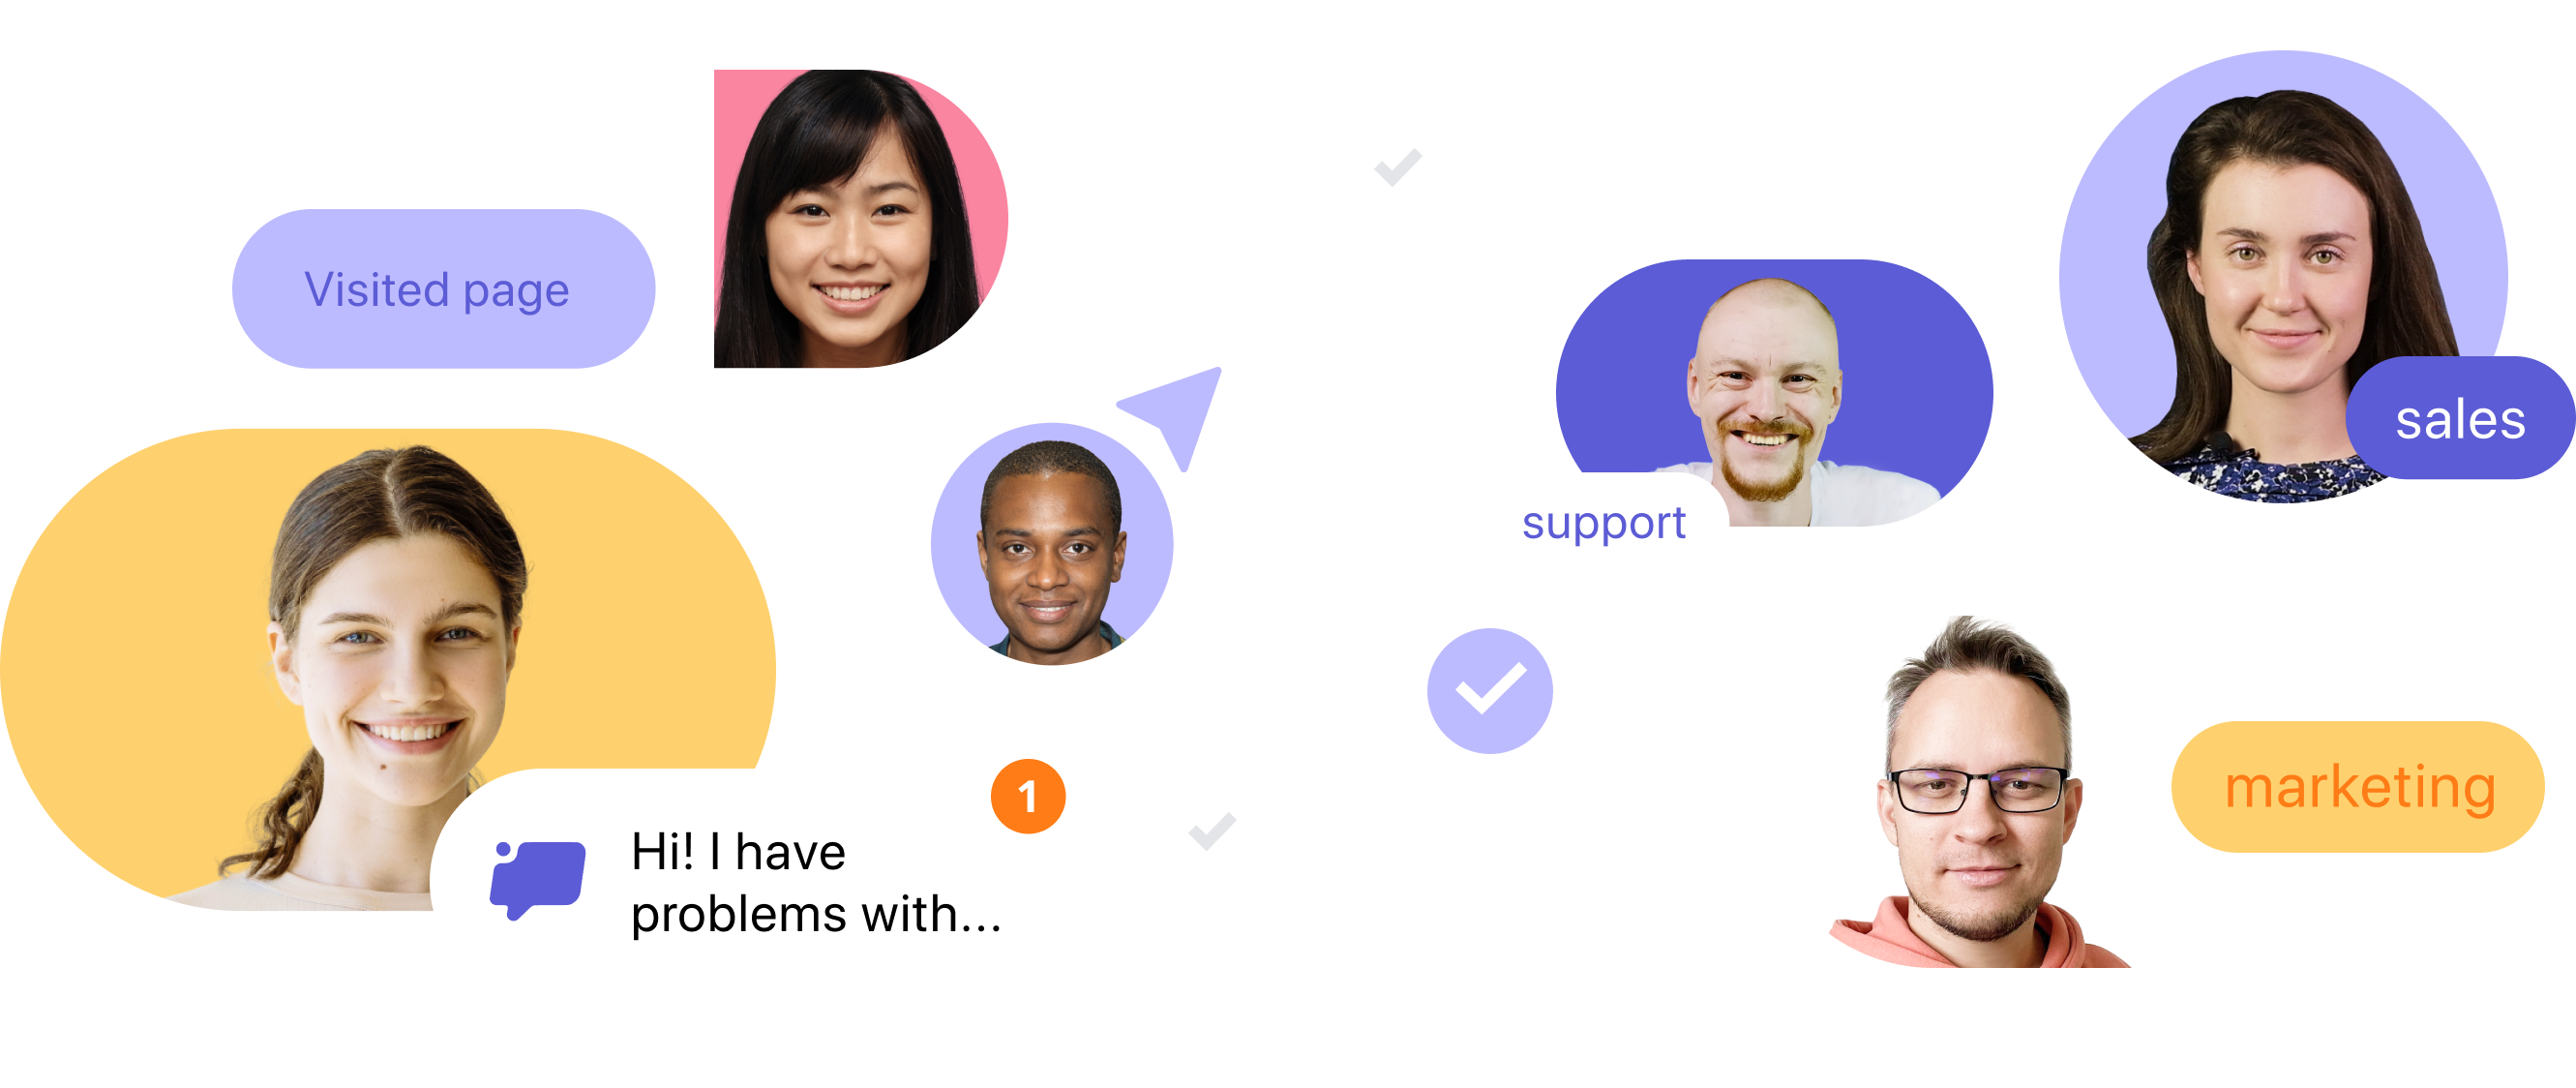 Visited page
sales
support
marketing
1
Hi! I have
problems with...